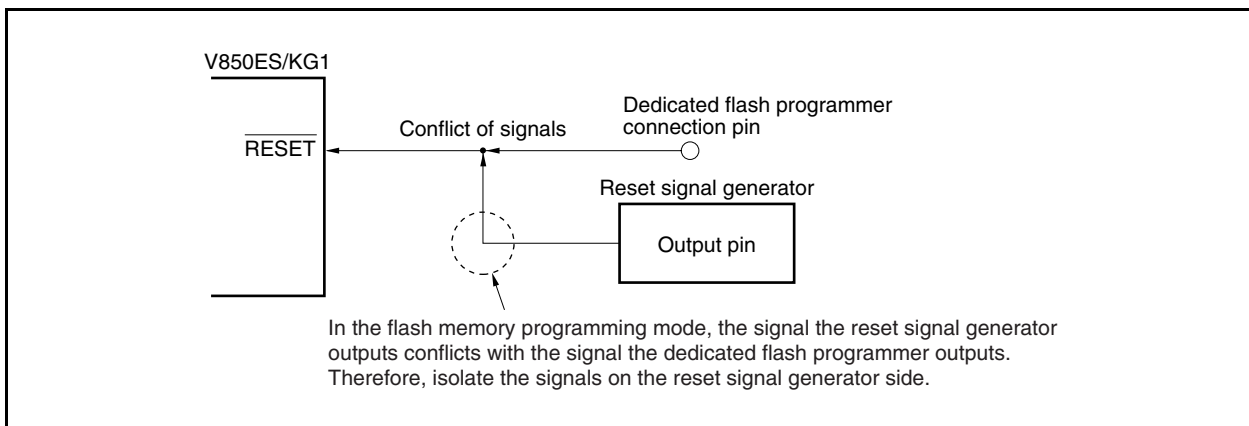 V850ES/KG1
Dedicated flash programmer
connection pin
Conflict of signals
RESET
Reset signal generator
Output pin
In the flash memory programming mode, the signal the reset signal generator
outputs conflicts with the signal the dedicated flash programmer outputs.
Therefore, isolate the signals on the reset signal generator side.